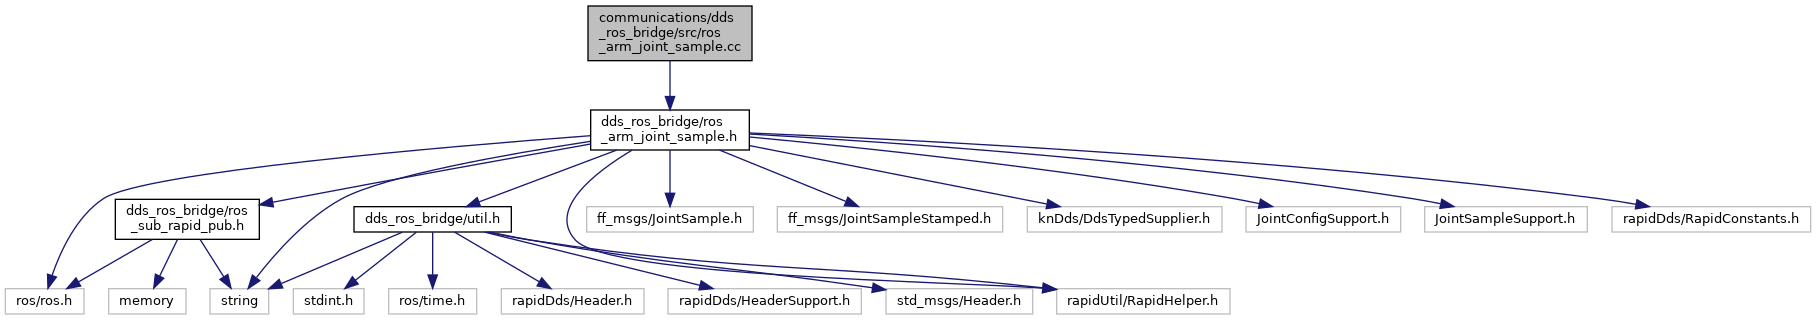 communications/dds
_ros_bridge/src/ros
_arm_joint_sample.cc
dds_ros_bridge/ros
_arm_joint_sample.h
dds_ros_bridge/ros
_sub_rapid_pub.h
dds_ros_bridge/util.h
ff_msgs/JointSample.h
ff_msgs/JointSampleStamped.h
knDds/DdsTypedSupplier.h
JointConfigSupport.h
JointSampleSupport.h
rapidDds/RapidConstants.h
ros/ros.h
memory
string
stdint.h
ros/time.h
rapidDds/Header.h
rapidDds/HeaderSupport.h
std_msgs/Header.h
rapidUtil/RapidHelper.h